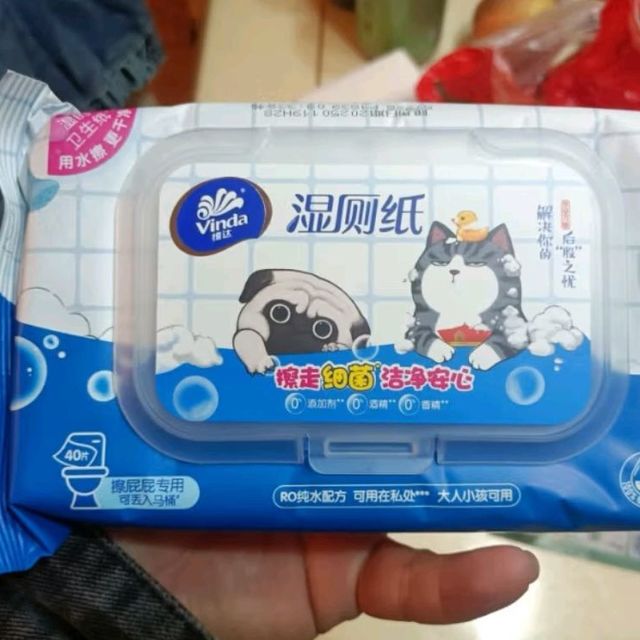 卫生纸
用水擦 更干净
Vinda
维达
湿厕纸
解决你的
后"股"之忧
擦走细菌*洁净安心
0%添加剂** 0%酒精** 0%香精**
40片
擦屁屁专用
可丢入马桶*
RO纯水配方 可用在私处*** 大人小孩可用